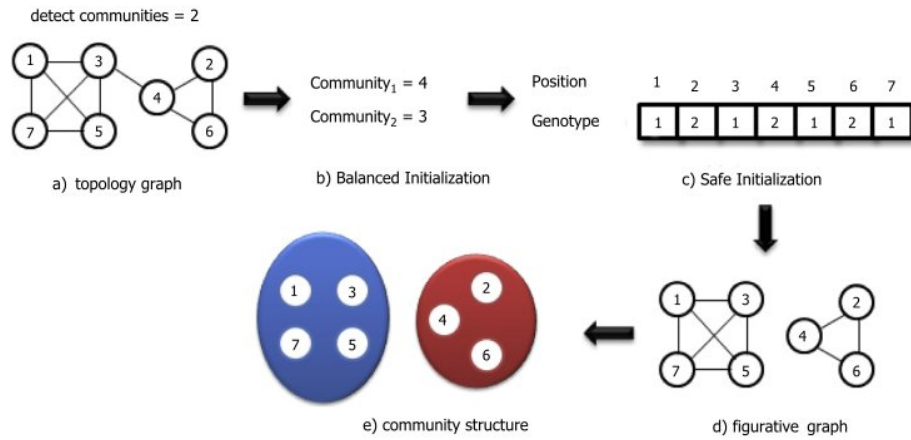 detect communities = 2
1 3 2
4
7 5 6
a) topology graph
Community₁ = 4
Community₂ = 3
b) Balanced Initialization
Position 1 2 3 4 5 6 7
Genotype 1 2 1 2 1 2 1
c) Safe Initialization
1 3 2
4
7 5 6
d) figurative graph
1 3 2
4
7 5 6
e) community structure